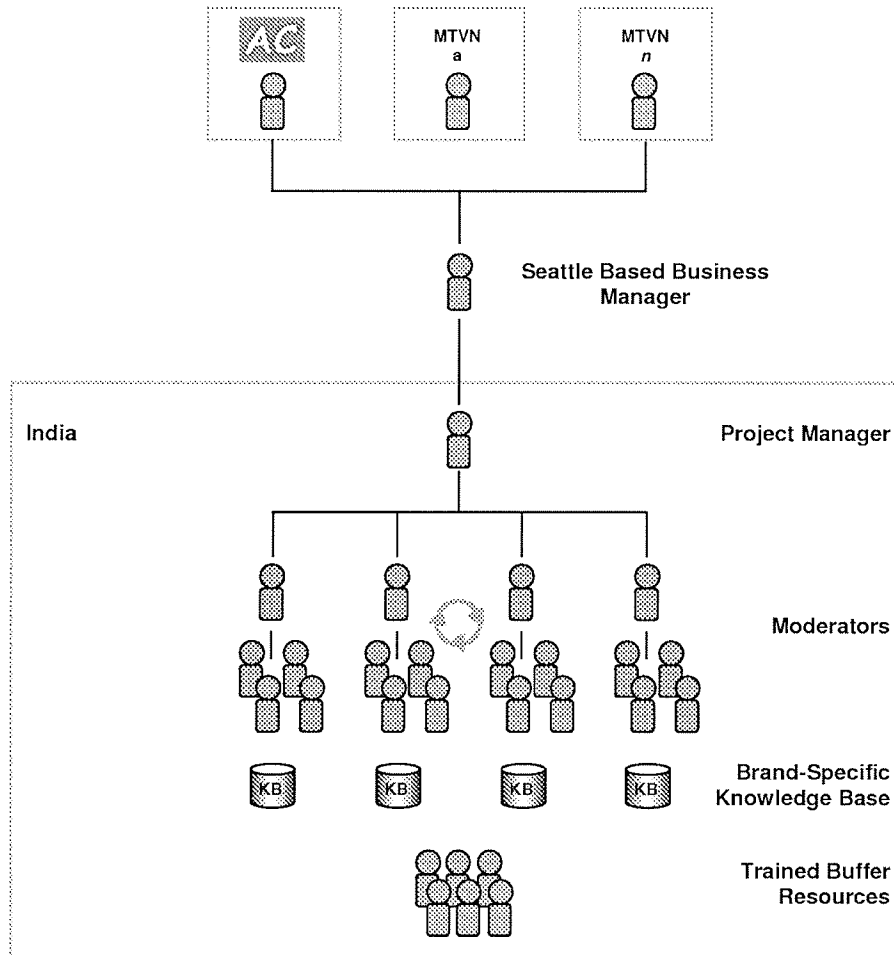 AC
MTVN
a
MTVN
n
Seattle Based Business
Manager
India
Project Manager
Moderators
KB
KB
KB
KB
Brand-Specific
Knowledge Base
Trained Buffer
Resources